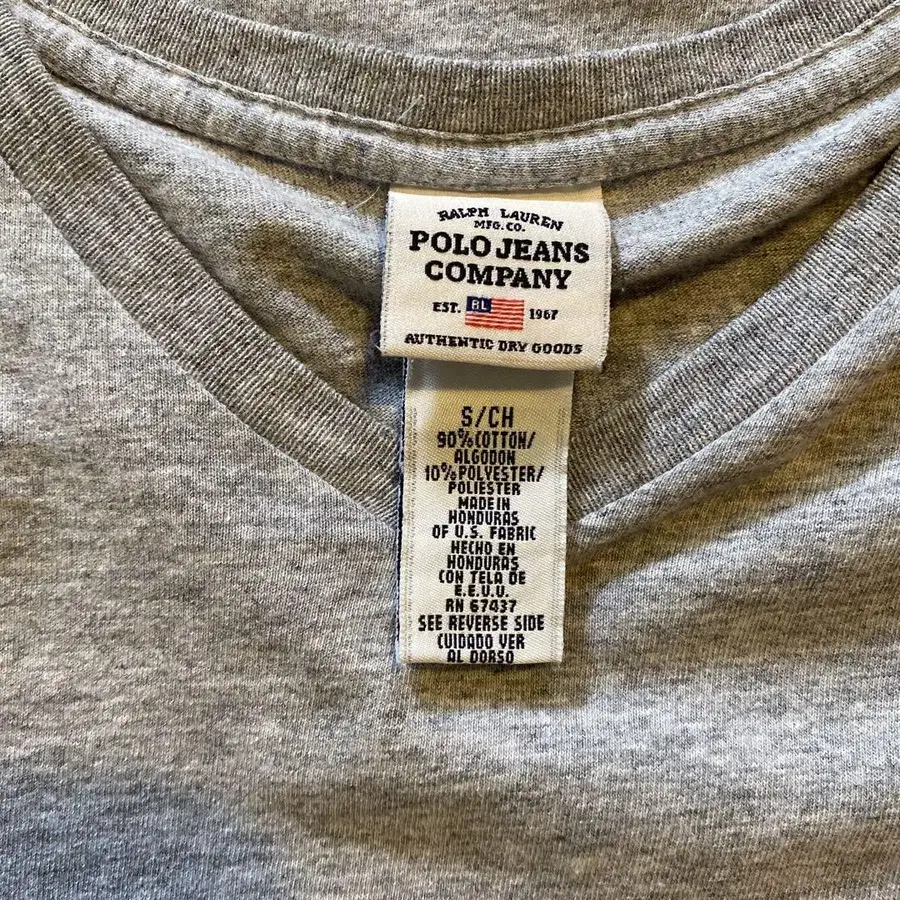 RALPH LAUREN
MFG. CO.
POLO JEANS
COMPANY
EST. RL 1967
AUTHENTIC DRY GOODS
S/CH
90% COTTON/
ALGODON
10% POLYESTER/
POLIESTER
MADE IN
HONDURAS
OF U.S. FABRIC
HECHO EN
HONDURAS
CON TELA DE
E.E.U.U.
RN 67437
SEE REVERSE SIDE
CUIDADO VER
AL DORSO